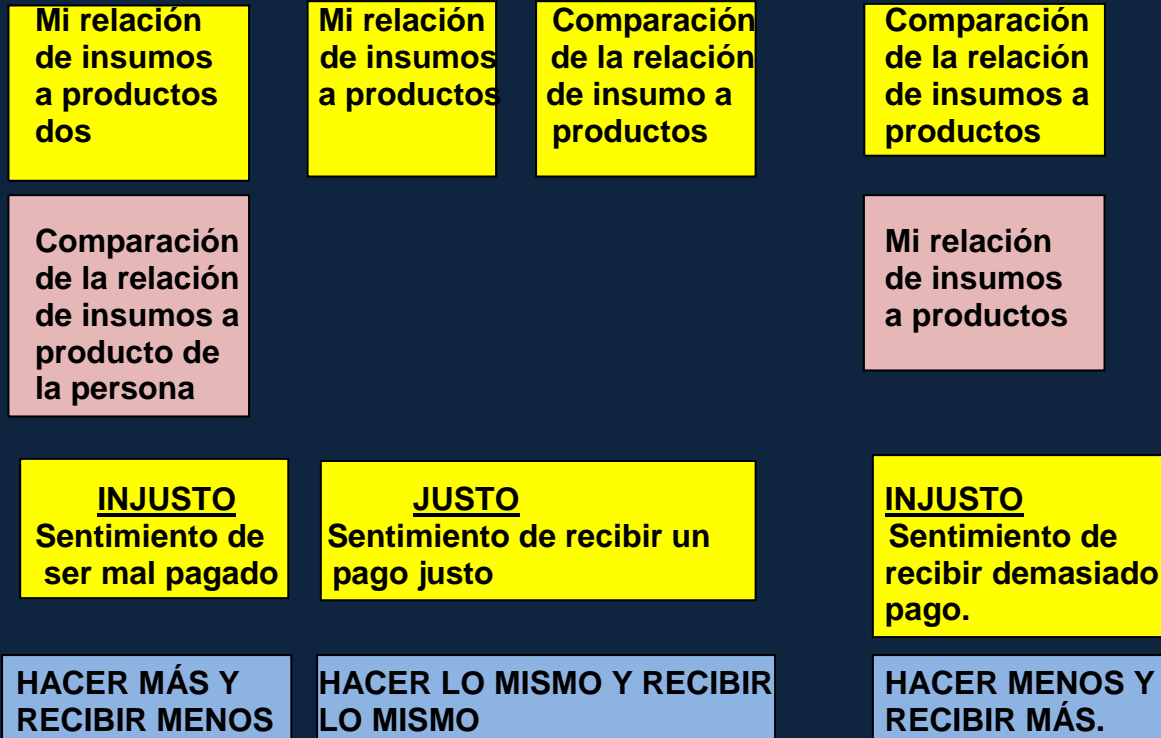 Mi relación
de insumos
a productos
dos
Mi relación
de insumos
a productos
Comparación
de la relación
de insumo a
productos
Comparación
de la relación
de insumos a
productos
Comparación
de la relación
de insumos a
producto de
la persona
Mi relación
de insumos
a productos
INJUSTO
Sentimiento de
ser mal pagado
JUSTO
Sentimiento de recibir un
pago justo
INJUSTO
Sentimiento de
recibir demasiado
pago.
HACER MÁS Y
RECIBIR MENOS
HACER LO MISMO Y RECIBIR
LO MISMO
HACER MENOS Y
RECIBIR MÁS.